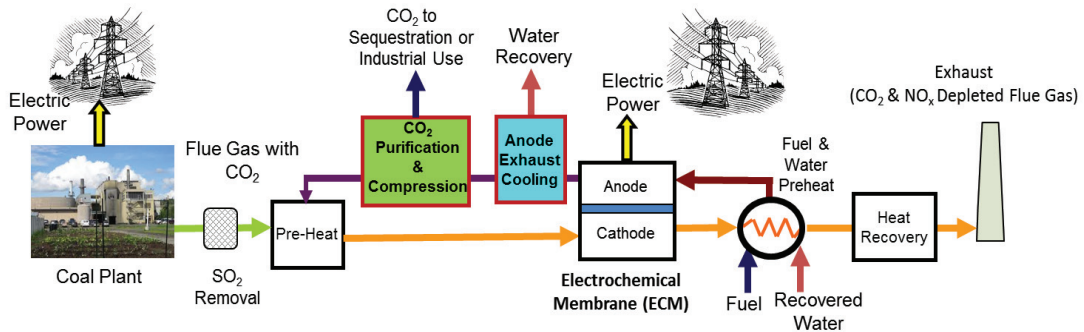 Electric
Power
Coal Plant
Flue Gas with
CO₂
SO₂
Removal
Pre-Heat
CO₂ to
Sequestration or
Industrial Use
CO₂
Purification
&
Compression
Water
Recovery
Anode
Exhaust
Cooling
Electric
Power
Anode
Cathode
Electrochemical
Membrane (ECM)
Fuel &
Water
Preheat
Fuel
Recovered
Water
Heat
Recovery
Exhaust
(CO₂ & NOₓ Depleted Flue Gas)